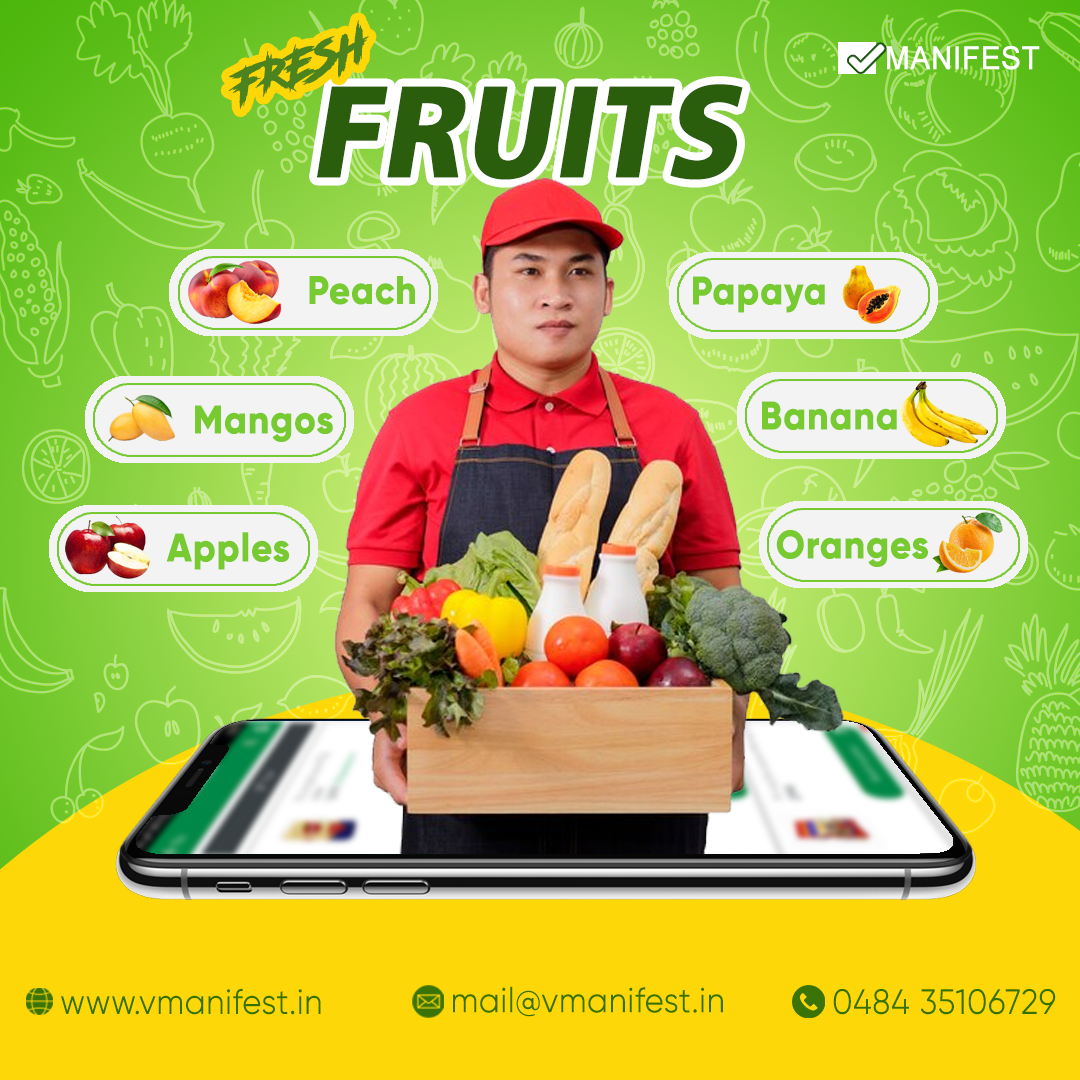 FRESH
FRUITS
MANIFEST
Peach
Papaya
Mangos
Banana
Apples
Oranges
www.vmanifest.in
mail@vmanifest.in
0484 35106729